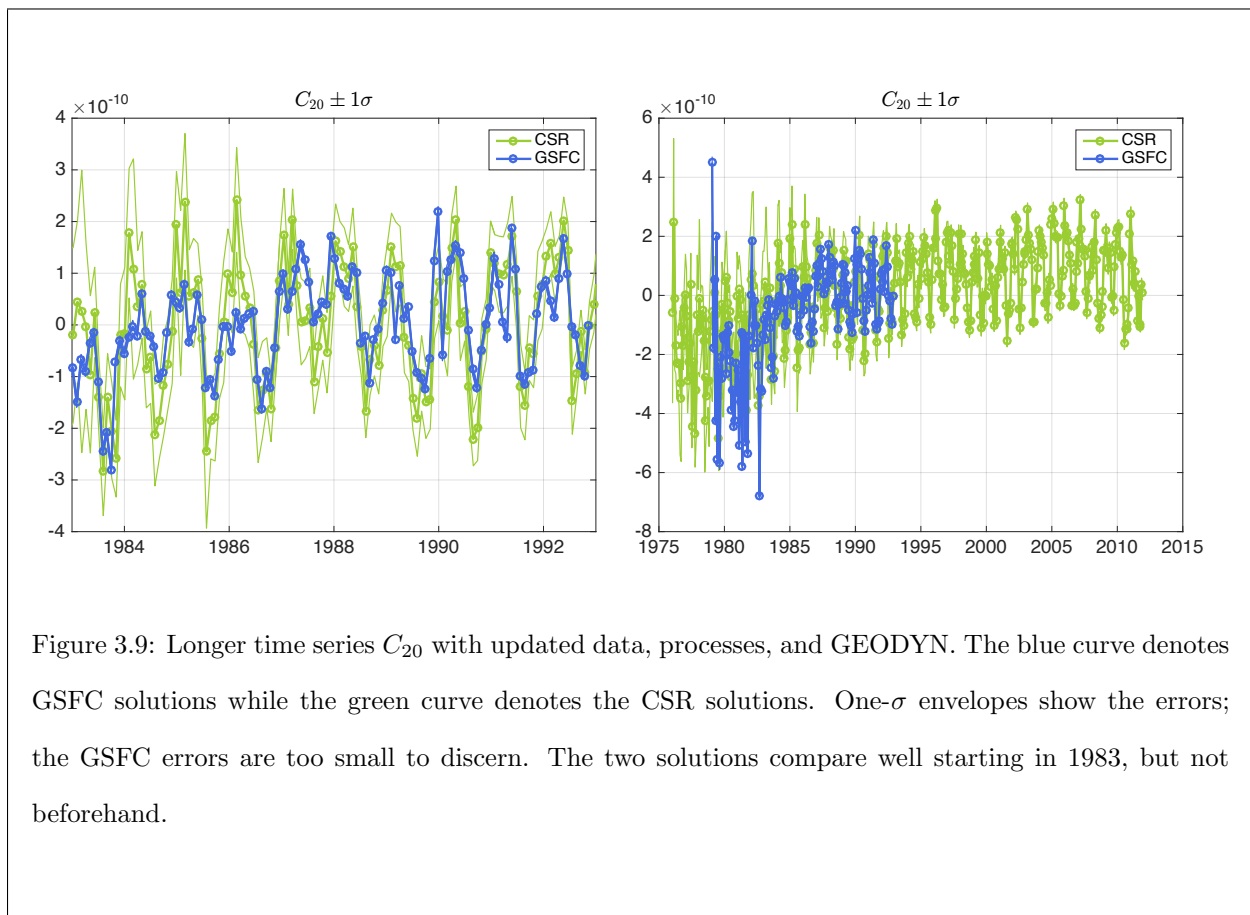 C₂₀ ± 1σ
×10⁻¹⁰
4
3
2
1
0
-1
-2
-3
-4
1984 1986 1988 1990 1992
CSR
GSFC
C₂₀ ± 1σ
×10⁻¹⁰
6
4
2
0
-2
-4
-6
-8
1975 1980 1985 1990 1995 2000 2005 2010 2015
CSR
GSFC
Figure 3.9: Longer time series C₂₀ with updated data, processes, and GEODYN. The blue curve denotes
GSFC solutions while the green curve denotes the CSR solutions. One-σ envelopes show the errors;
the GSFC errors are too small to discern. The two solutions compare well starting in 1983, but not
beforehand.